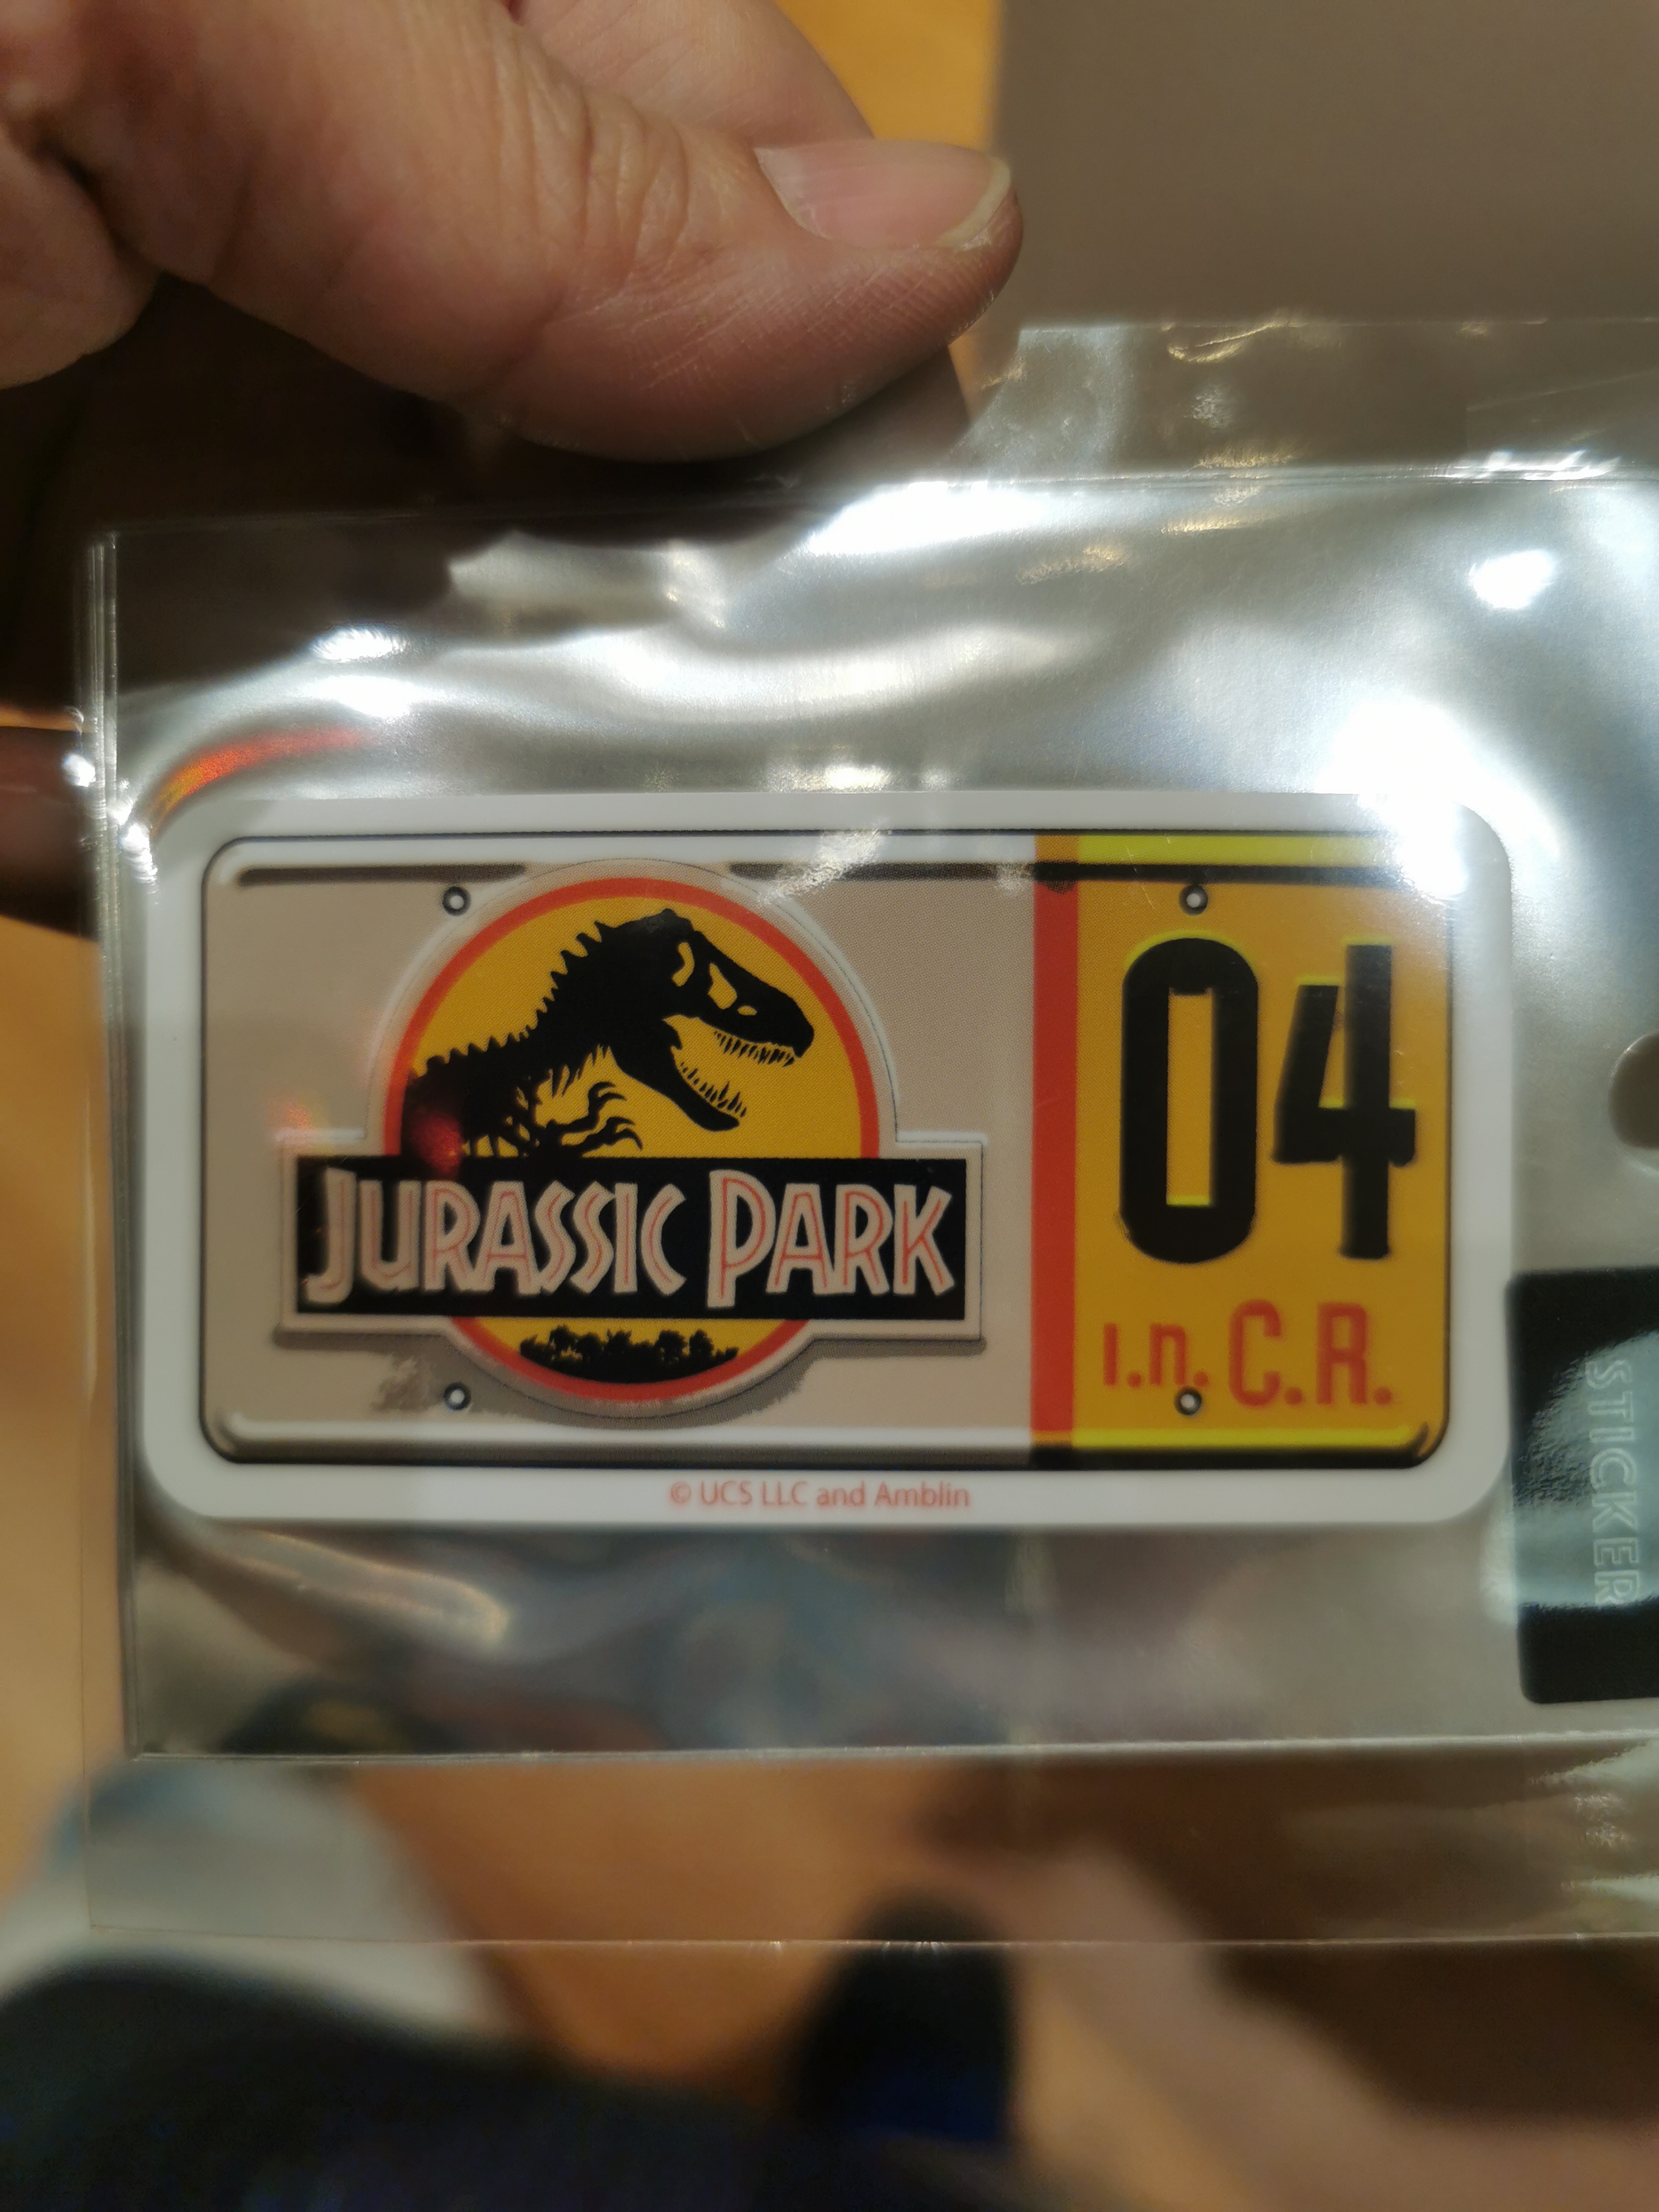 JURASSIC PARK
04
i.n. C.R.
© UCS LLC and Amblin
STICKER